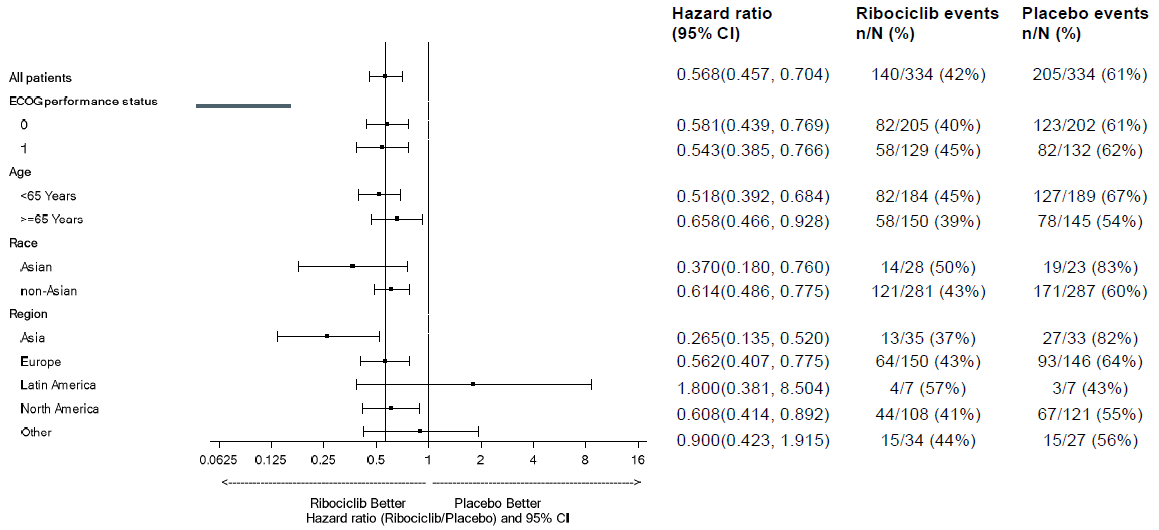 Hazard ratio Ribociclib events Placebo events
(95% CI) n/N (%) n/N (%)
All patients 0.568(0.457, 0.704) 140/334 (42%) 205/334 (61%)
ECOG performance status
0 0.581(0.439, 0.769) 82/205 (40%) 123/202 (61%)
1 0.543(0.385, 0.766) 58/129 (45%) 82/132 (62%)
Age
<65 Years 0.518(0.392, 0.684) 82/184 (45%) 127/189 (67%)
>=65 Years 0.658(0.466, 0.928) 58/150 (39%) 78/145 (54%)
Race
Asian 0.370(0.180, 0.760) 14/28 (50%) 19/23 (83%)
non-Asian 0.614(0.486, 0.775) 121/281 (43%) 171/287 (60%)
Region
Asia 0.265(0.135, 0.520) 13/35 (37%) 27/33 (82%)
Europe 0.562(0.407, 0.775) 64/150 (43%) 93/146 (64%)
Latin America 1.800(0.381, 8.504) 4/7 (57%) 3/7 (43%)
North America 0.608(0.414, 0.892) 44/108 (41%) 67/121 (55%)
Other 0.900(0.423, 1.915) 15/34 (44%) 15/27 (56%)
0.0625 0.125 0.25 0.5 1 2 4 8 16
Ribociclib Better Placebo Better
Hazard ratio (Ribociclib/Placebo) and 95% CI